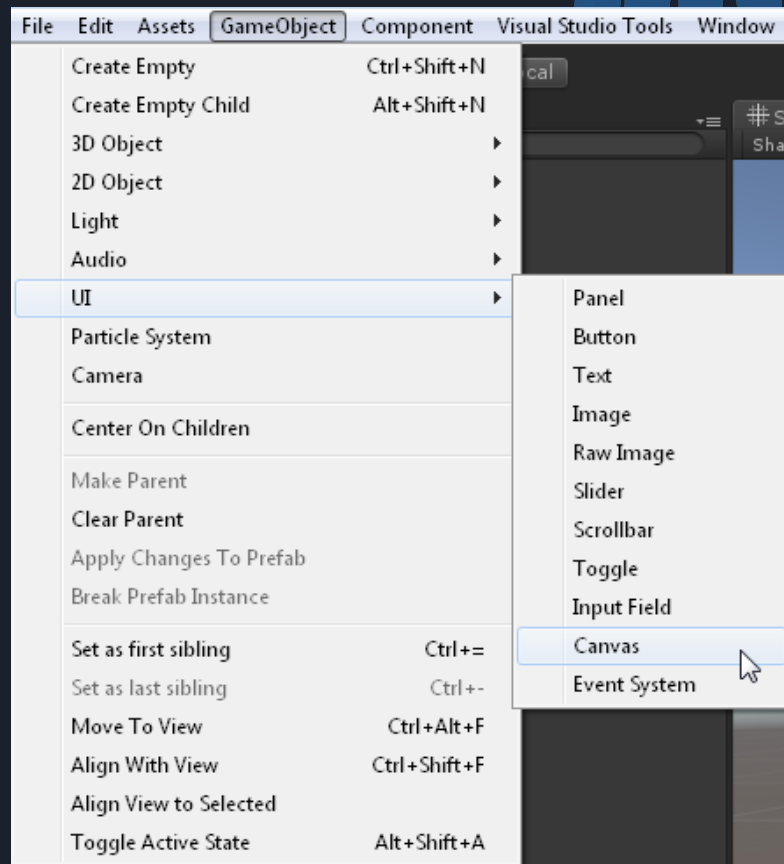 File Edit Assets GameObject Component Visual Studio Tools Window
Create Empty Ctrl+Shift+N
Create Empty Child Alt+Shift+N
3D Object
2D Object
Light
Audio
UI
Particle System
Camera
Center On Children
Make Parent
Clear Parent
Apply Changes To Prefab
Break Prefab Instance
Set as first sibling Ctrl+=
Set as last sibling Ctrl+-
Move To View Ctrl+Alt+F
Align With View Ctrl+Shift+F
Align View to Selected
Toggle Active State Alt+Shift+A
cal
# S
Sha
Panel
Button
Text
Image
Raw Image
Slider
Scrollbar
Toggle
Input Field
Canvas
Event System